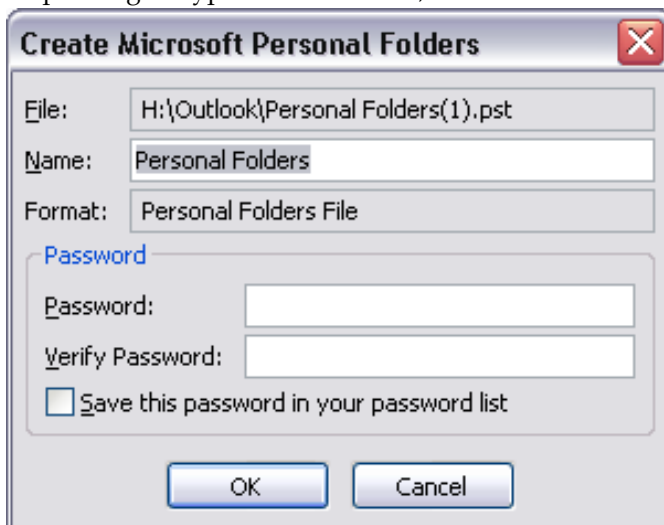 Create Microsoft Personal Folders
File: H:\Outlook\Personal Folders(1).pst
Name: Personal Folders
Format: Personal Folders File
Password
Password:
Verify Password:
Save this password in your password list
OK Cancel